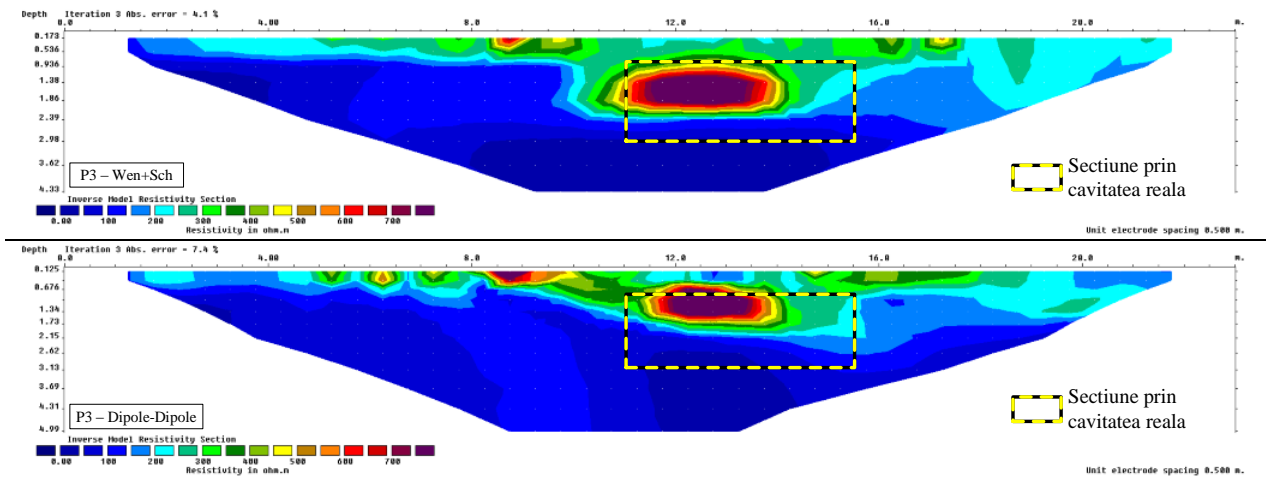 Depth Iteration 3 Abs. error = 4.1 %
0.0 4.00 8.00 12.0 16.0 20.0 m.
0.173
0.536
0.936
1.38
1.86
2.39
2.98
3.62
4.33
P3 – Wen+Sch
Sectiune prin
cavitatea reala
Inverse Model Resistivity Section
0.00 100 200 300 400 500 600 700
Resistivity in ohm.m
Unit electrode spacing 0.500 m.
Depth Iteration 3 Abs. error = 7.4 %
0.0 4.00 8.00 12.0 16.0 20.0 m.
0.125
0.676
1.34
1.73
2.15
2.62
3.13
3.69
4.31
4.99
P3 – Dipole-Dipole
Sectiune prin
cavitatea reala
Inverse Model Resistivity Section
0.00 100 200 300 400 500 600 700
Resistivity in ohm.m
Unit electrode spacing 0.500 m.